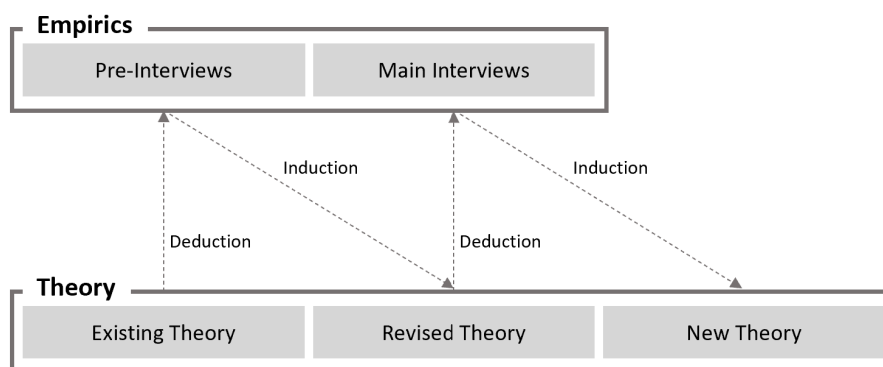 Empirics
Pre-Interviews
Main Interviews
Induction
Induction
Deduction
Deduction
Theory
Existing Theory
Revised Theory
New Theory